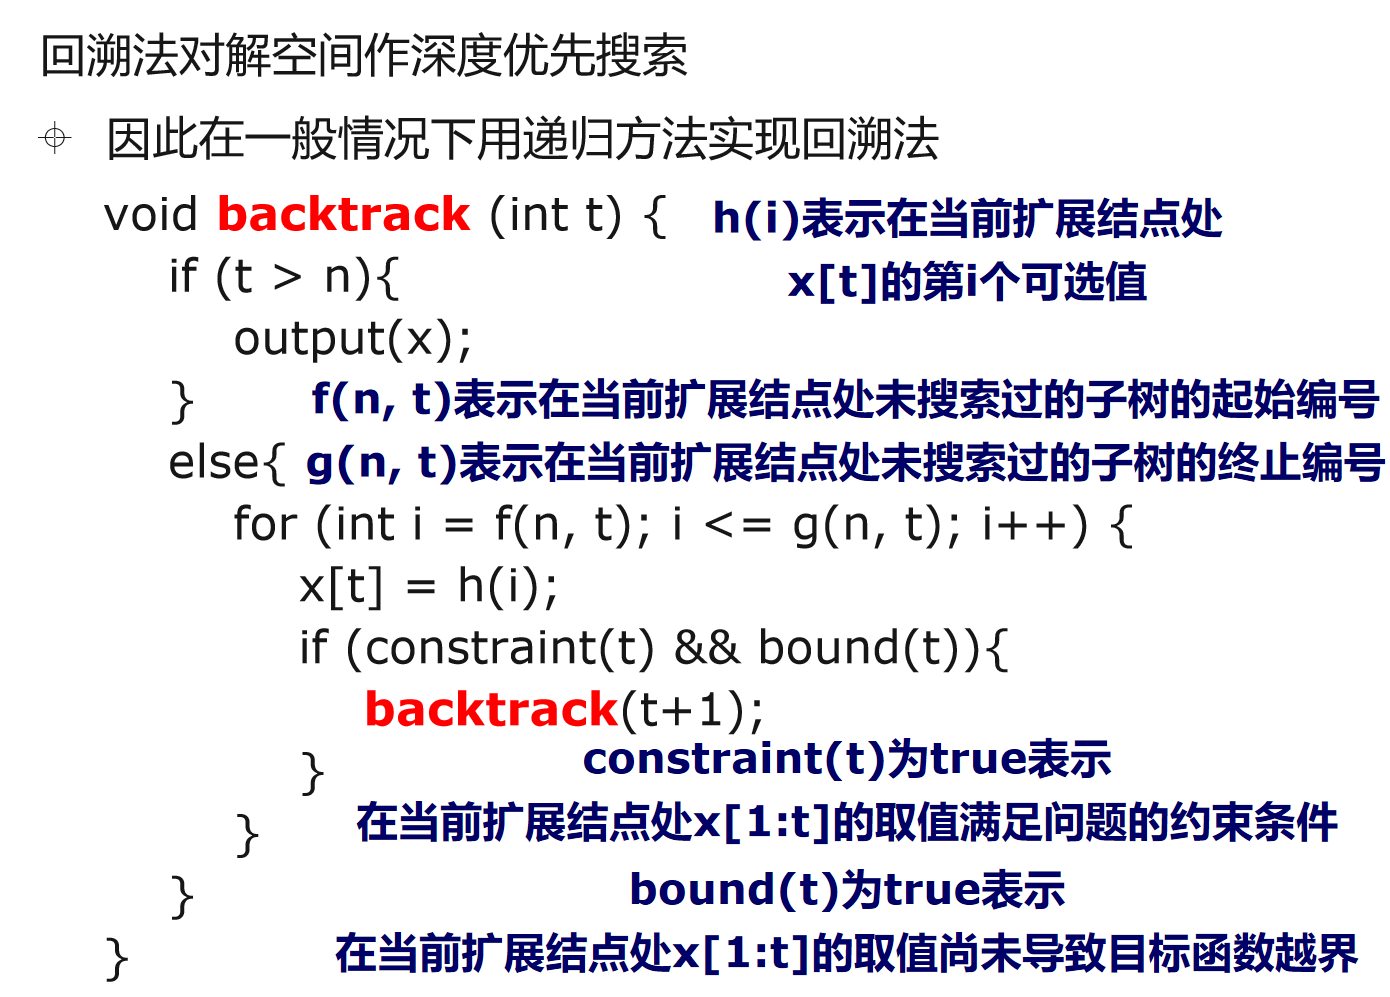 回溯法对解空间作深度优先搜索
因此在一般情况下用递归方法实现回溯法
void backtrack (int t) { h(i)表示在当前扩展结点处
if (t > n){ x[t]的第i个可选值
output(x);
} f(n, t)表示在当前扩展结点处未搜索过的子树的起始编号
else{ g(n, t)表示在当前扩展结点处未搜索过的子树的终止编号
for (int i = f(n, t); i <= g(n, t); i++) {
x[t] = h(i);
if (constraint(t) && bound(t)){
backtrack(t+1);
} constraint(t)为true表示
} 在当前扩展结点处x[1:t]的取值满足问题的约束条件
} bound(t)为true表示
} 在当前扩展结点处x[1:t]的取值尚未导致目标函数越界